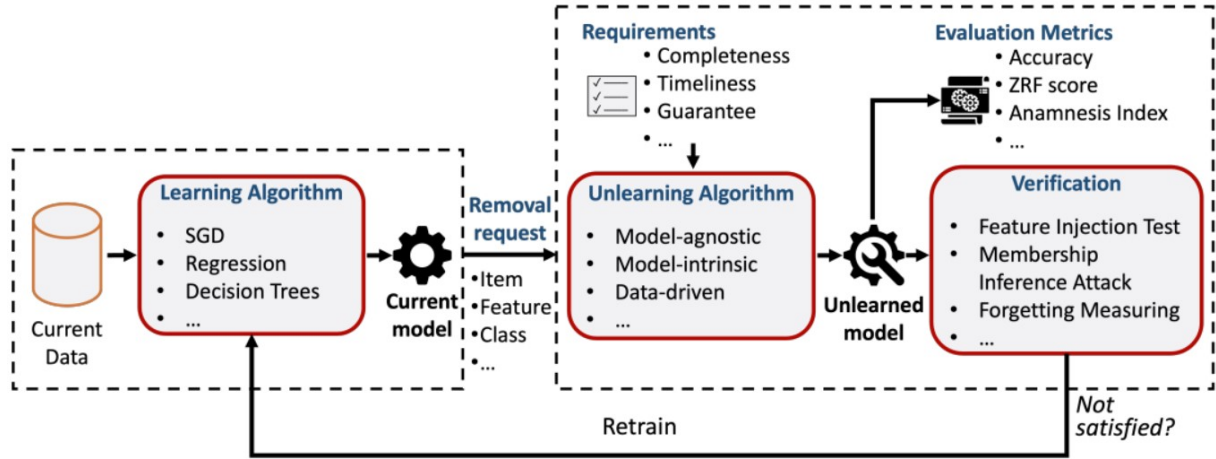 Requirements
• Completeness
• Timeliness
• Guarantee
• ...
Evaluation Metrics
• Accuracy
• ZRF score
• Anamnesis Index
• ...
Current
Data
Learning Algorithm
• SGD
• Regression
• Decision Trees
• ...
Current
model
Removal
request
•Item
•Feature
•Class
•...
Unlearning Algorithm
• Model-agnostic
• Model-intrinsic
• Data-driven
• ...
Unlearned
model
Verification
• Feature Injection Test
• Membership
Inference Attack
• Forgetting Measuring
• ...
Not
satisfied?
Retrain